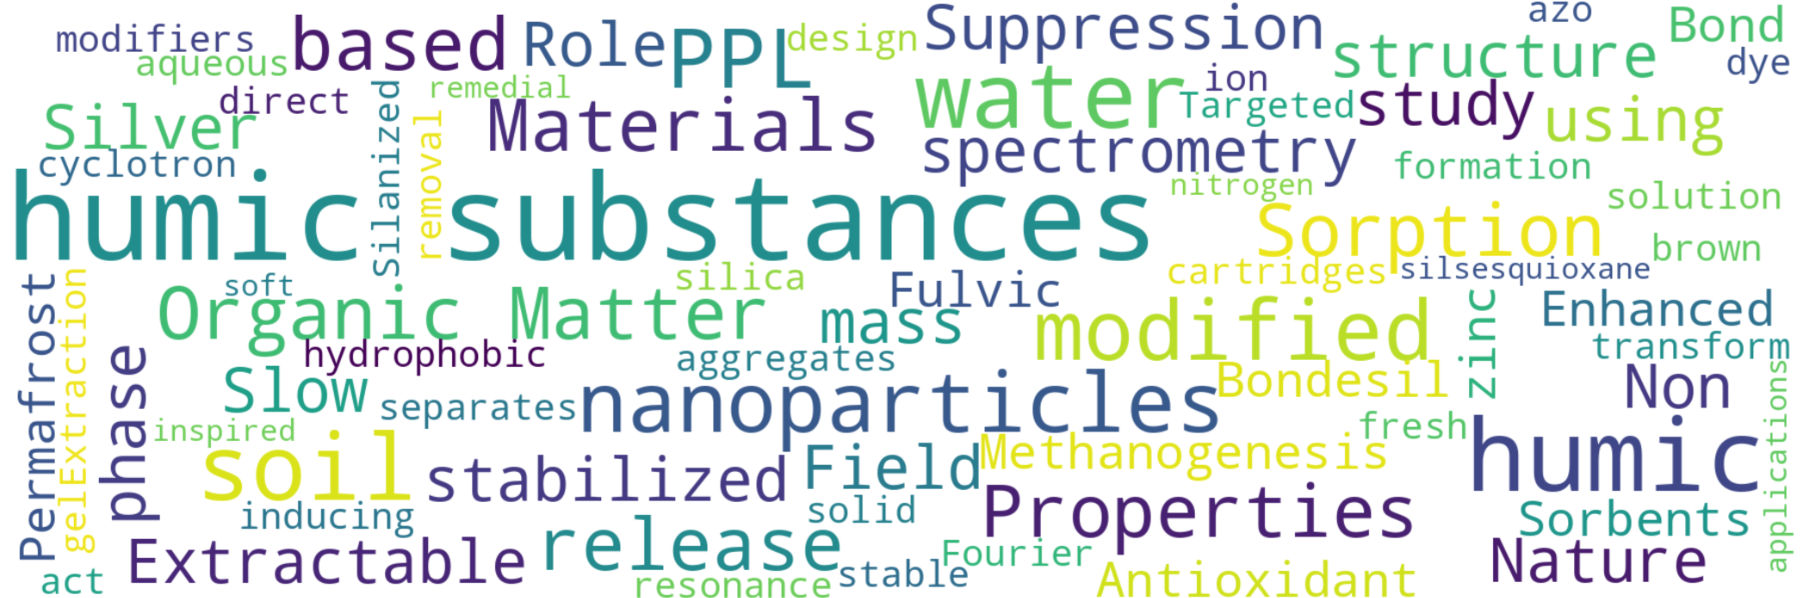 modifiers
aqueous
based
Role
PPL
design
Suppression
azo
Bond
dye
structure
ion
water
Targeted
study
using
remedial
direct
Silanized
Silver
Materials
removal
cyclotron
spectrometry
formation
nitrogen
solution
humic substances
Sorption
brown
cartridges
silsesquioxane
silica
Fulvic
soft
Organic Matter
mass
modified
zinc
Enhanced
transform
Permafrost
gelExtraction
phase
hydrophobic
aggregates
Slow
separates
nanoparticles
Bondesil
Non
applications
inspired
fresh
soil
stabilized
Field
Methanogenesis
humic
inducing
solid
Properties
Sorbents
Extractable
release
Fourier
Nature
act
resonance
stable
Antioxidant